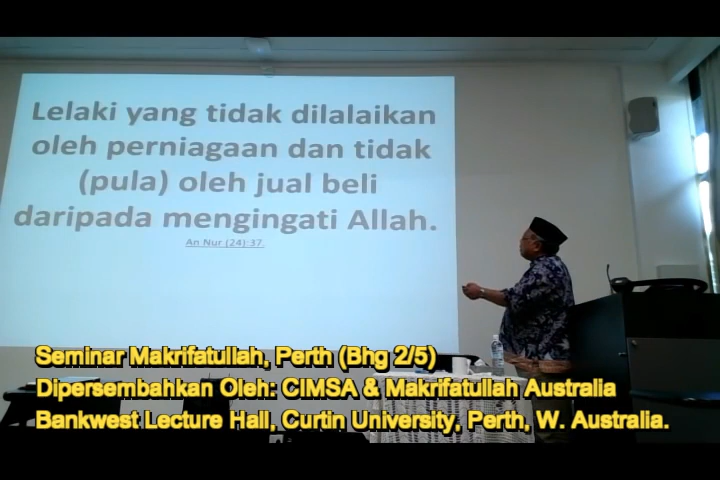 Lelaki yang tidak dilalaikan
oleh perniagaan dan tidak
(pula) oleh jual beli
daripada mengingati Allah.
An Nur (24): 37.
Seminar Makrifatullah, Perth (Bhg 2/5)
Dipersembahkan Oleh: CIMSA & Makrifatullah Australia
Bankwest Lecture Hall, Curtin University, Perth, W. Australia.